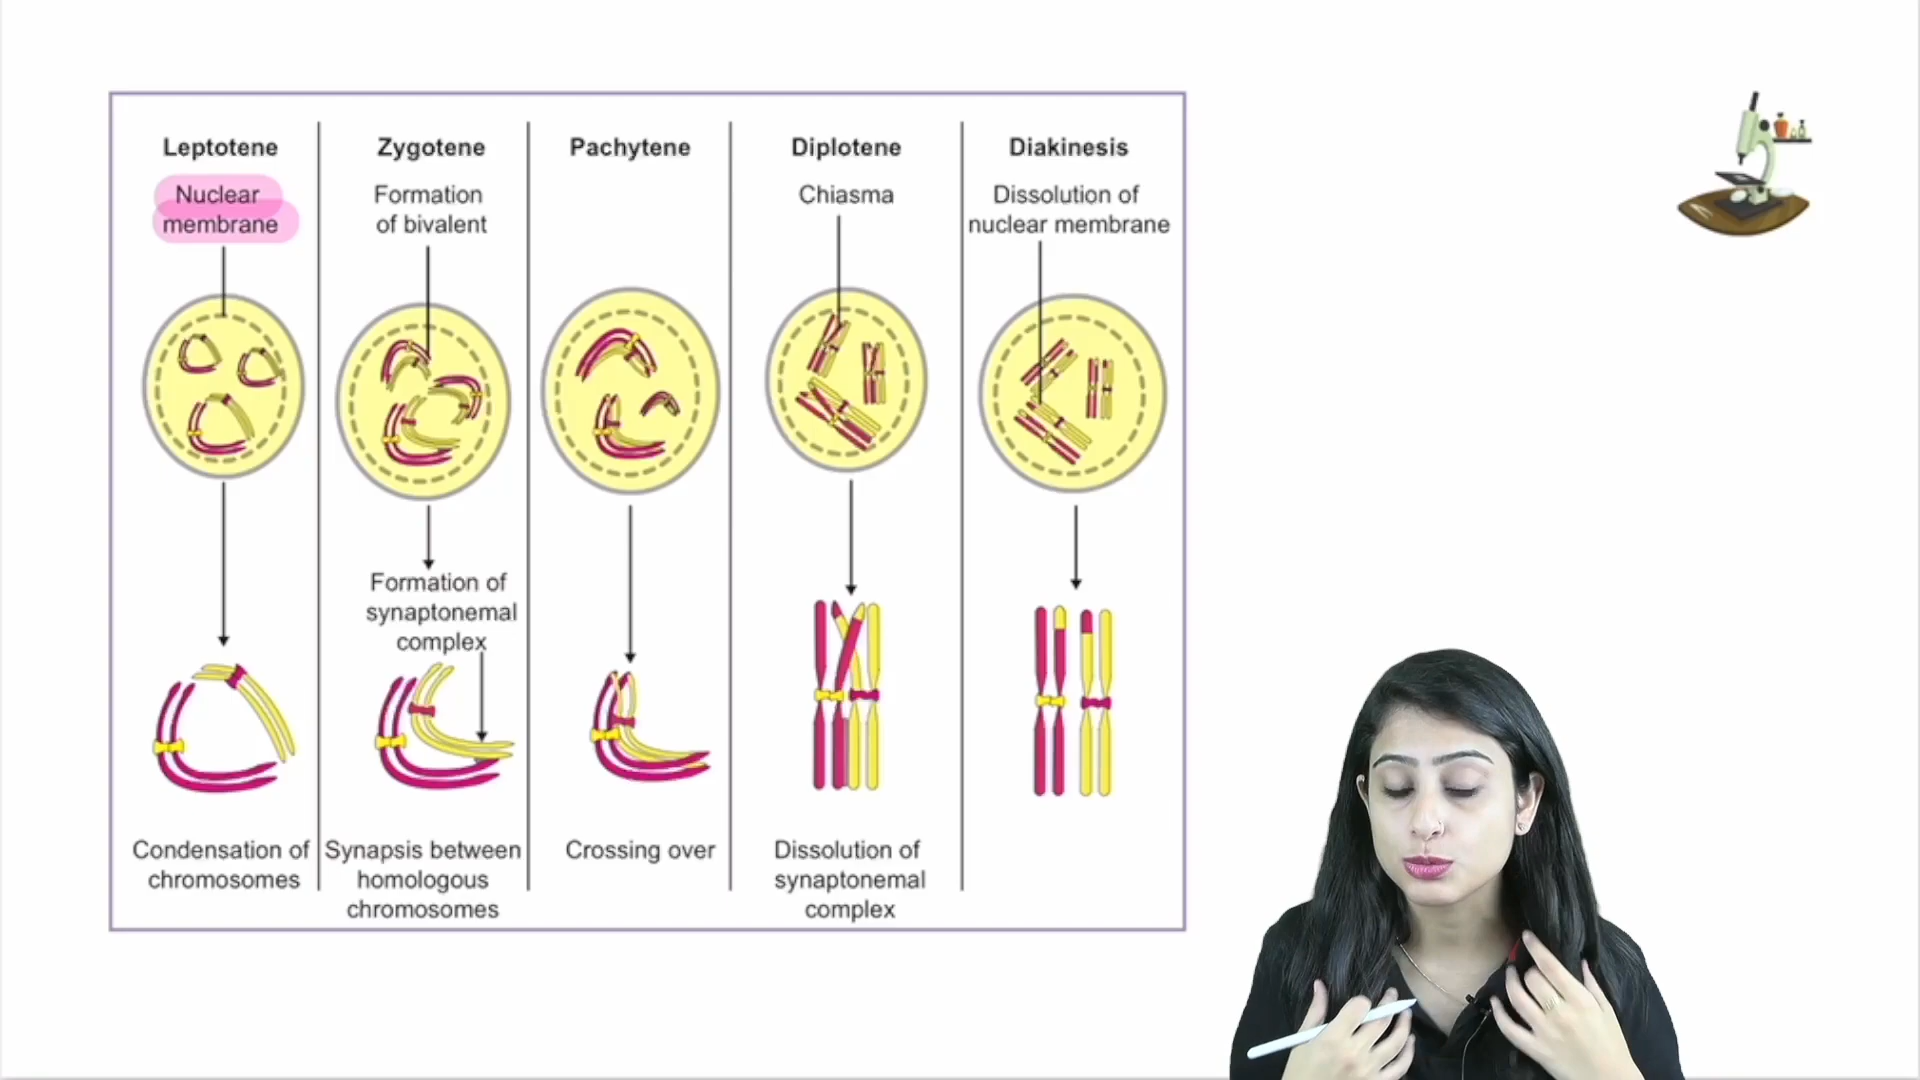 Leptotene
Nuclear
membrane
Condensation of
chromosomes
Zygotene
Formation
of bivalent
Formation of
synaptonemal
complex
Synapsis between
homologous
chromosomes
Pachytene
Crossing over
Diplotene
Chiasma
Dissolution of
synaptonemal
complex
Diakinesis
Dissolution of
nuclear membrane